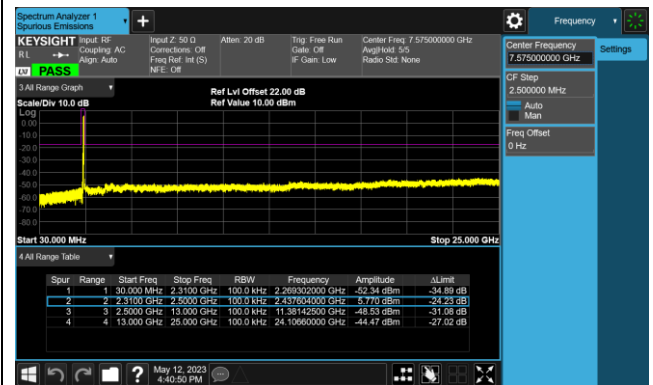 Spectrum Analyzer 1
Spurious Emissions
+
Frequency
KEYSIGHT
RL
Input: RF
Coupling: AC
Align: Auto
Input Z: 50 Ω
Corrections: Off
Freq Ref: Int (S)
NFE: Off
Atten: 20 dB
Trig: Free Run
Gate: Off
IF Gain: Low
Center Freq: 7.575000000 GHz
Avg|Hold: 5/5
Radio Std: None
LXI PASS
Center Frequency
7.575000000 GHz
Settings
CF Step
2.500000 MHz
Auto
Man
Freq Offset
0 Hz
3 All Range Graph
Scale/Div 10.0 dB
Ref Lvl Offset 22.00 dB
Ref Value 10.00 dBm
Log
0.00
-10.0
-20.0
-30.0
-40.0
-50.0
-60.0
-70.0
-80.0
Start 30.000 MHz
Stop 25.000 GHz
4 All Range Table
Spur Range Start Freq Stop Freq RBW Frequency Amplitude ΔLimit
1 1 30.000 MHz 2.3100 GHz 100.0 kHz 2.269302000 GHz -52.34 dBm -34.89 dB
2 2 2.3100 GHz 2.5000 GHz 100.0 kHz 2.437604000 GHz 5.770 dBm -24.23 dB
3 3 2.5000 GHz 13.000 GHz 100.0 kHz 11.38142500 GHz -48.53 dBm -31.08 dB
4 4 13.000 GHz 25.000 GHz 100.0 kHz 24.10660000 GHz -44.47 dBm -27.02 dB
?
May 12, 2023
4:40:50 PM